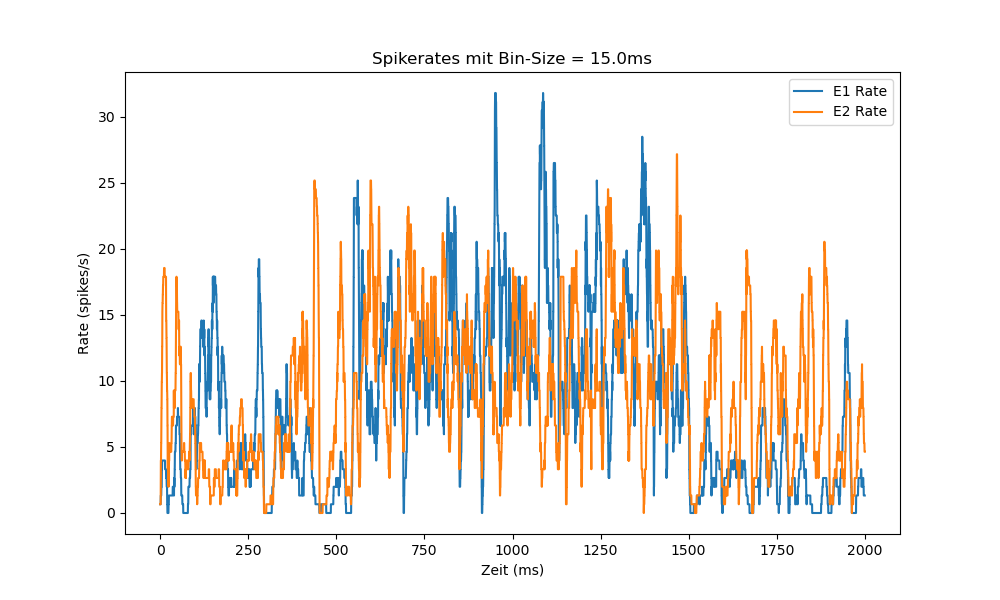 Spikerates mit Bin-Size = 15.0ms
E1 Rate
E2 Rate
Rate (spikes/s)
30
25
20
15
10
5
0
0 250 500 750 1000 1250 1500 1750 2000
Zeit (ms)